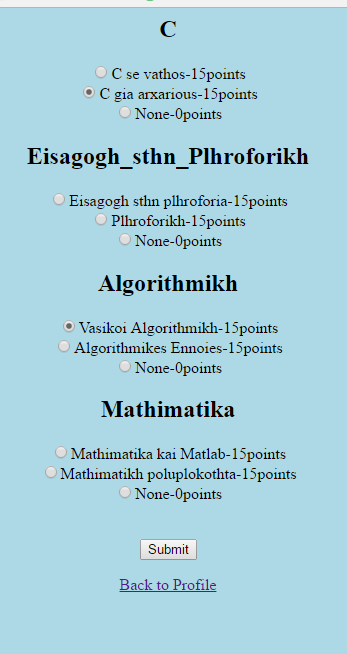 C
C se vathos-15points
C gia arxarious-15points
None-0points
Eisagogh_sthn_Plhroforikh
Eisagogh sthn plhroforia-15points
Plhroforikh-15points
None-0points
Algorithmikh
Vasikoi Algorithmikh-15points
Algorithmikes Ennoies-15points
None-0points
Mathimatika
Mathimatika kai Matlab-15points
Mathimatikh poluplokothta-15points
None-0points
Submit
Back to Profile